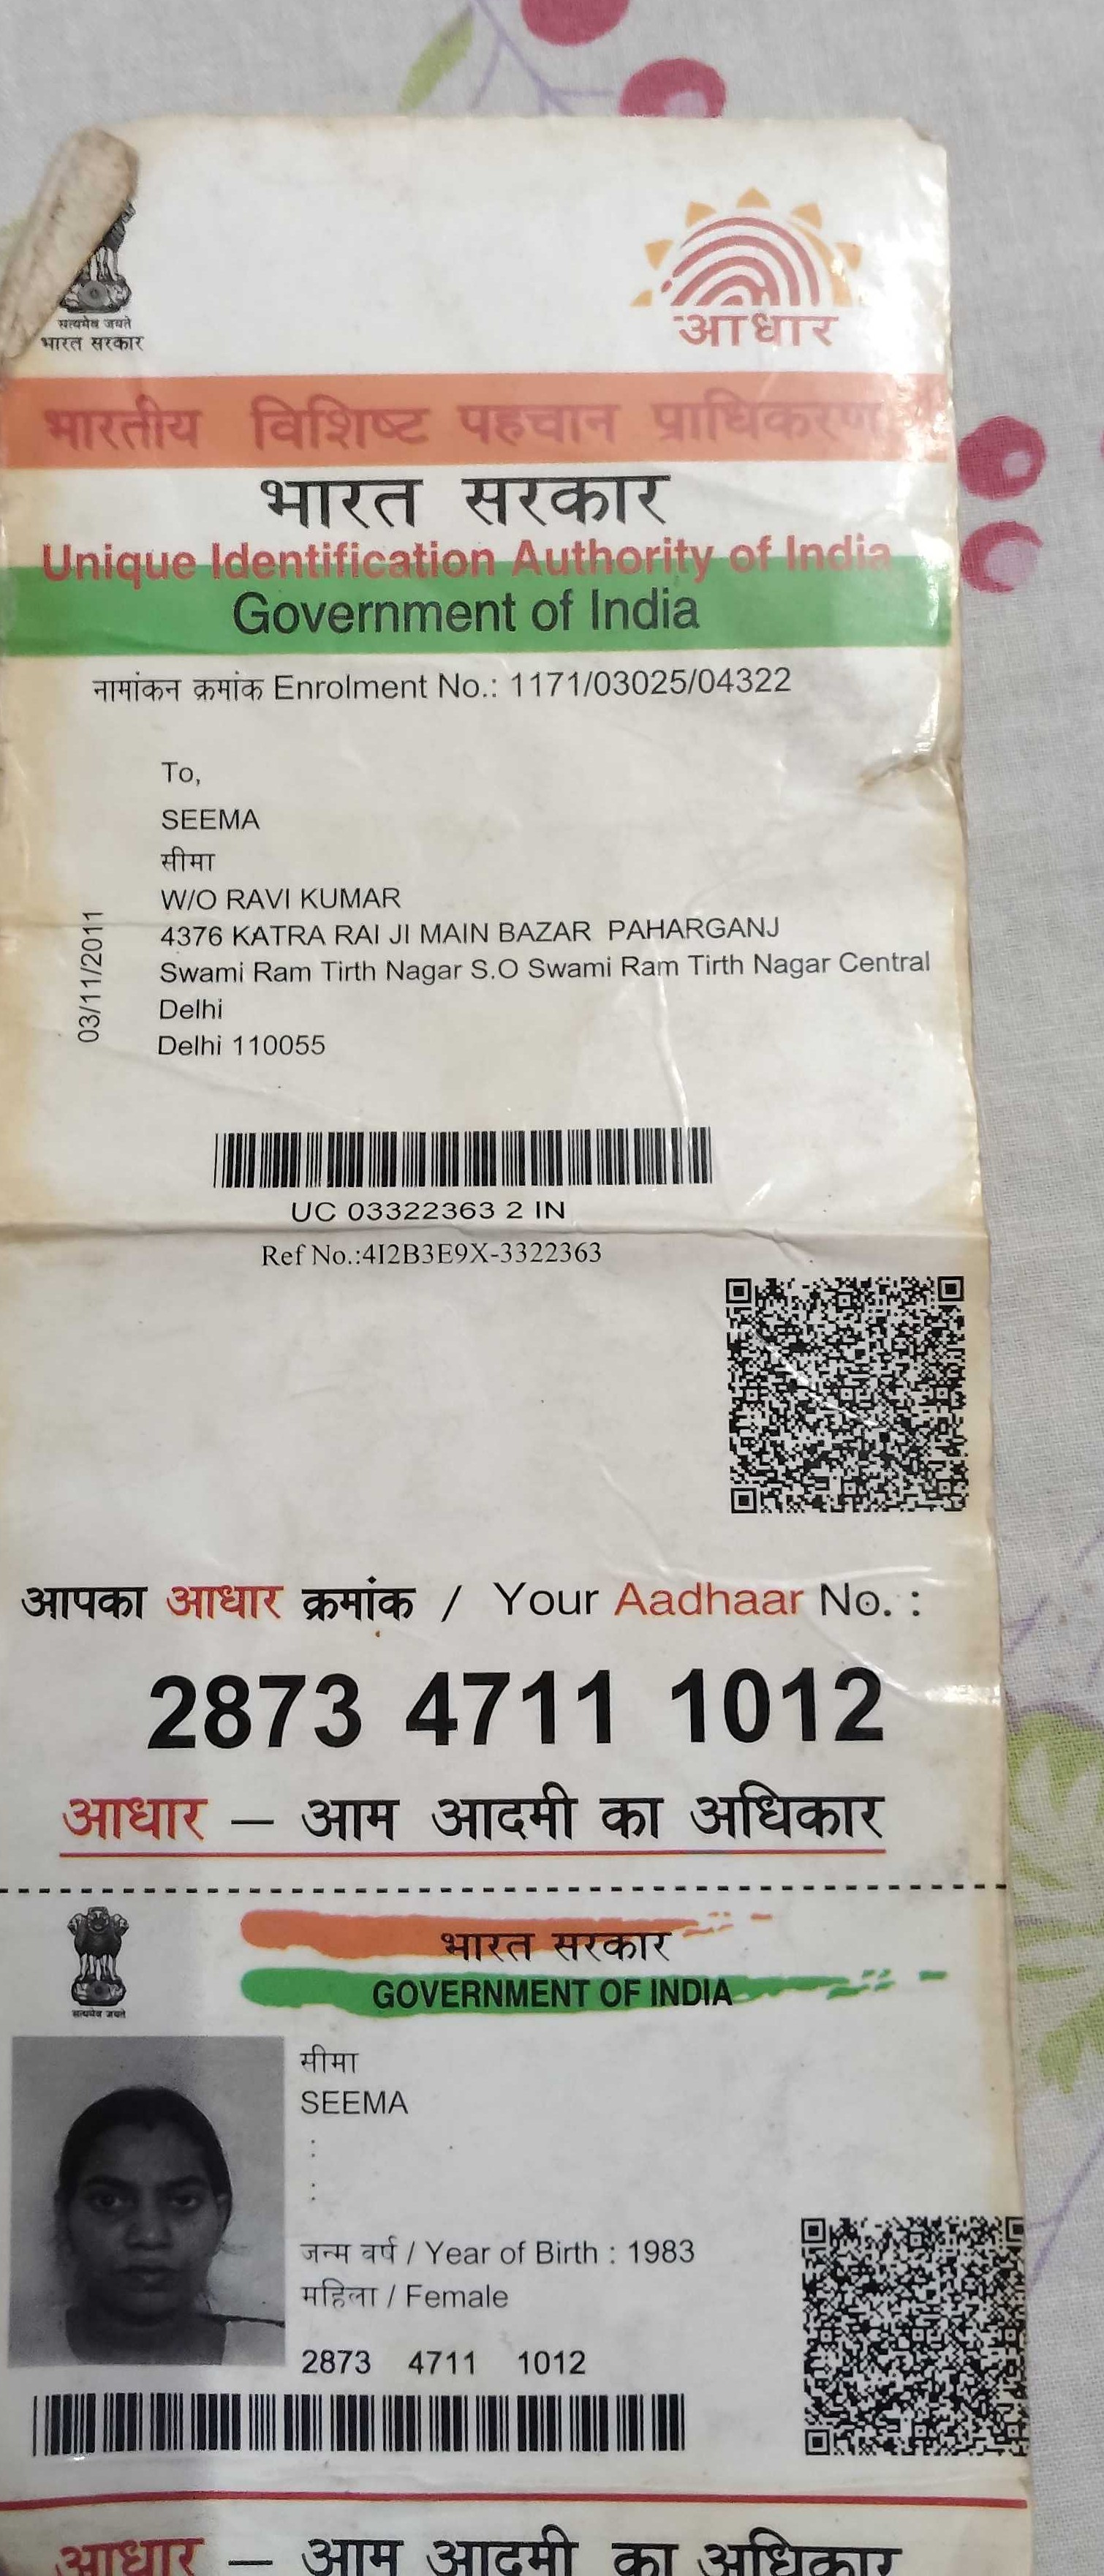 सत्यमेव जयते
भारत सरकार
आधार
भारतीय विशिष्ट पहचान प्राधिकरण
भारत सरकार
Unique Identification Authority of India
Government of India
नामांकन क्रमांक Enrolment No.: 1171/03025/04322
To,
SEEMA
सीमा
W/O RAVI KUMAR
4376 KATRA RAI JI MAIN BAZAR PAHARGANJ
Swami Ram Tirth Nagar S.O Swami Ram Tirth Nagar Central
Delhi
Delhi 110055
03/11/2011
UC 03322363 2 IN
Ref No.:4I2B3E9X-3322363
आपका आधार क्रमांक / Your Aadhaar No. :
2873 4711 1012
आधार – आम आदमी का अधिकार
सत्यमेव जयते
भारत सरकार
GOVERNMENT OF INDIA
सीमा
SEEMA
:
:
जन्म वर्ष / Year of Birth : 1983
महिला / Female
2873 4711 1012
आधार – आम आदमी का अधिकार